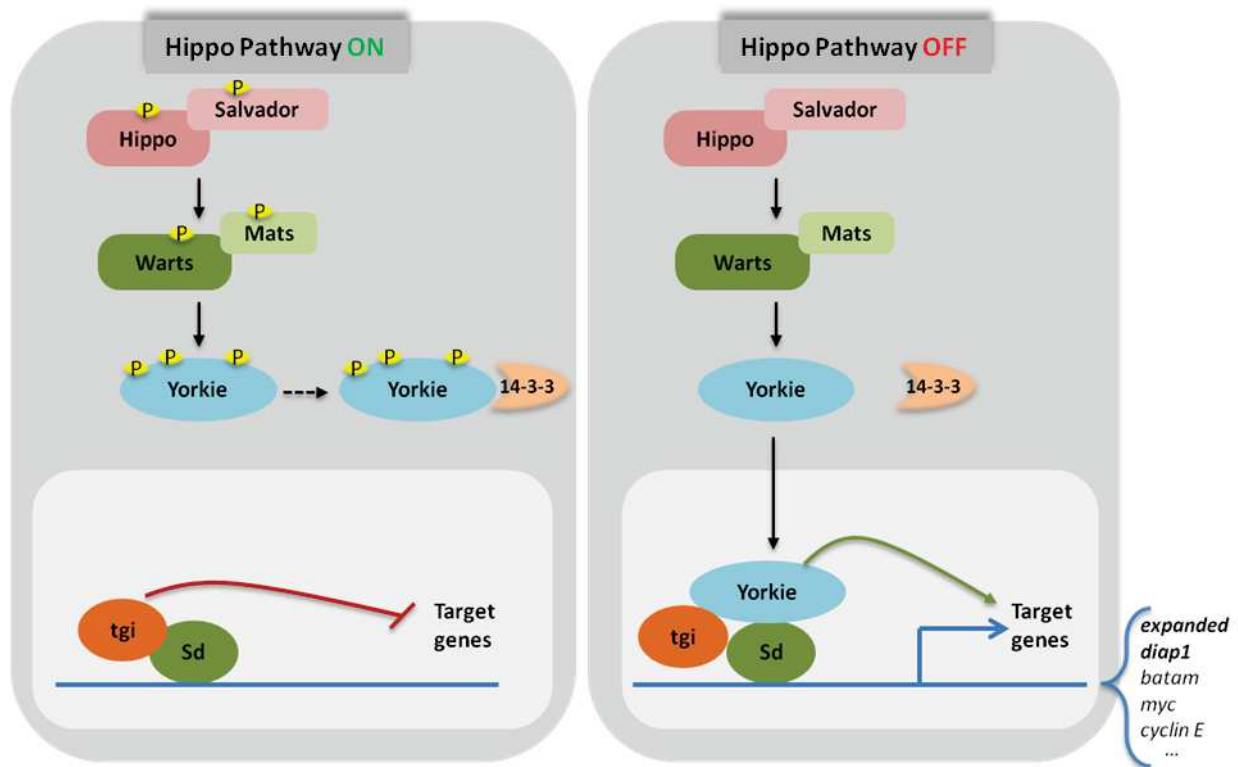 Hippo Pathway ON
P
P
Salvador
Hippo
P
P
Mats
Warts
P
P
P
Yorkie
P
P
P
Yorkie
14-3-3
tgi
Sd
Target
genes
Hippo Pathway OFF
Salvador
Hippo
Mats
Warts
Yorkie
14-3-3
Yorkie
tgi
Sd
Target
genes
expanded
diap1
batam
myc
cyclin E
...